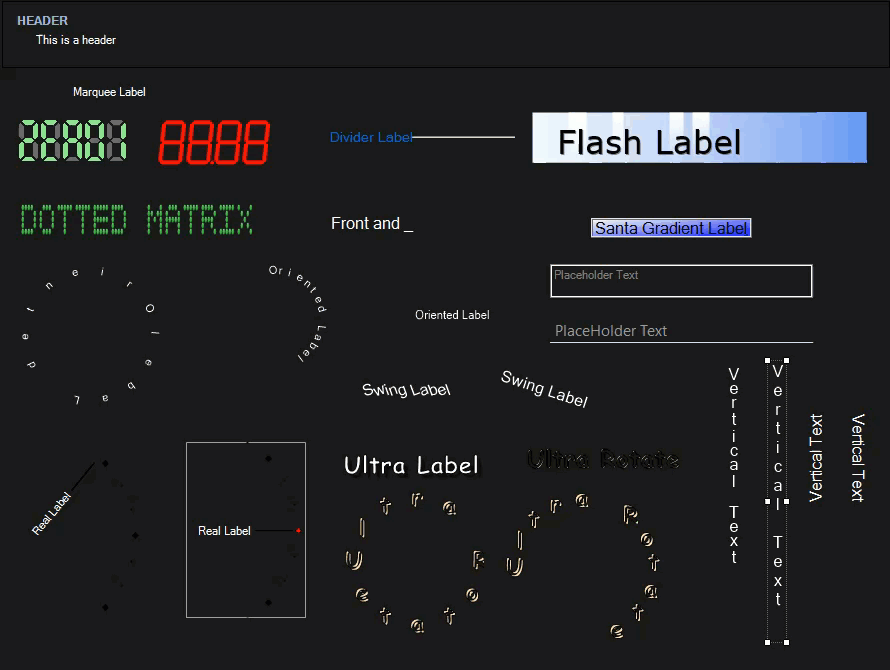 HEADER
This is a header
Marquee Label
88.88
Divider Label
Flash Label
DOTTED MATRIX
Front and _
Santa Gradient Label
Placeholder Text
Oriented Label
Oriented Label
Oriented Label
PlaceHolder Text
Swing Label
Swing Label
Vertical Text
Vertical Text
Vertical Text
Vertical Text
Ultra Label
Ultra Rotate
Real Label
Real Label
Ultra Rotate
Ultra Rotate